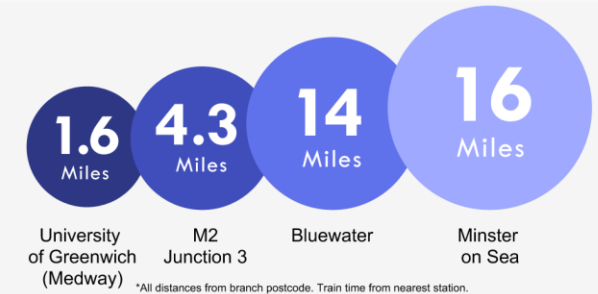 1.6
Miles
4.3
Miles
14
Miles
16
Miles
University
of Greenwich
(Medway)
M2
Junction 3
Bluewater
Minster
on Sea
*All distances from branch postcode. Train time from nearest station.